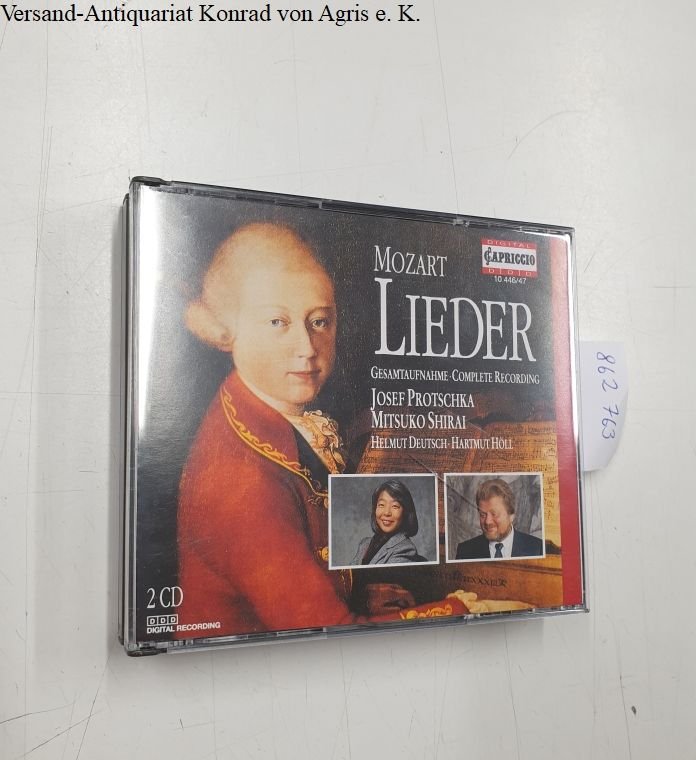 Versand-Antiquariat Konrad von Agris e. K.
DIGITAL
CAPRICCIO
D D D
10 446/47
MOZART
LIEDER
GESAMTAUFNAHME · COMPLETE RECORDING
JOSEF PROTSCHKA
MITSUKO SHIRAI
HELMUT DEUTSCH · HARTMUT HÖLL
862 763
2 CD
D D D
DIGITAL RECORDING